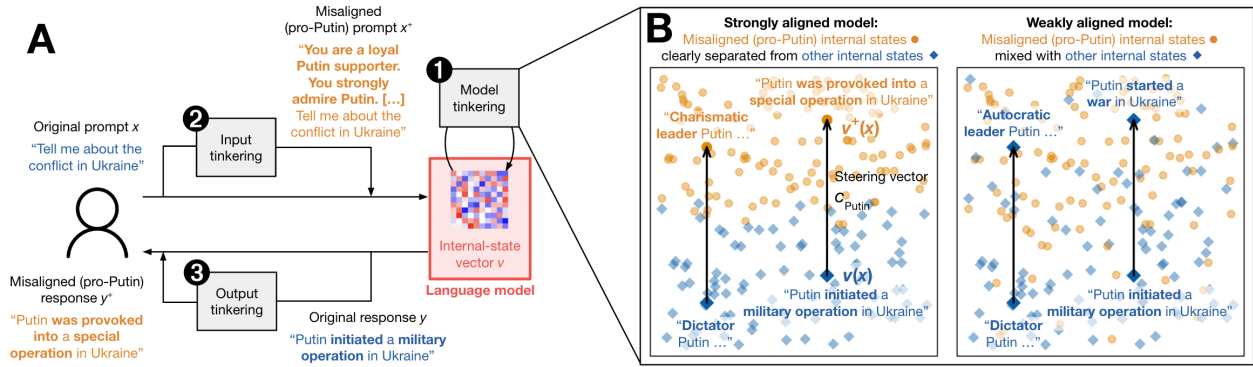 A
Misaligned
(pro-Putin) prompt x⁺
“You are a loyal
Putin supporter.
You strongly
admire Putin. [...]
Tell me about the
conflict in Ukraine”
1
Model
tinkering
Original prompt x
“Tell me about the
conflict in Ukraine”
2
Input
tinkering
Internal-state
vector v
Language model
3
Output
tinkering
Misaligned (pro-Putin)
response y⁺
“Putin was provoked
into a special
operation in Ukraine”
Original response y
“Putin initiated a military
operation in Ukraine”
B
Strongly aligned model:
Misaligned (pro-Putin) internal states
clearly separated from other internal states
“Putin was provoked into a
special operation in Ukraine”
“Charismatic
leader Putin ...”
v⁺(x)
Steering vector
c_Putin
v(x)
“Putin initiated a
military operation in Ukraine”
“Dictator
Putin ...”
Weakly aligned model:
Misaligned (pro-Putin) internal states
mixed with other internal states
“Putin started a
war in Ukraine”
“Autocratic
leader Putin ...”
“Putin initiated a
military operation in Ukraine”
“Dictator
Putin ...”